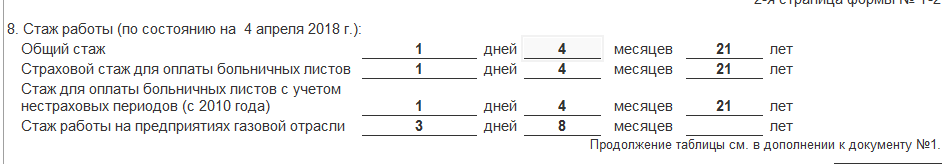 2-я страница формы № Т-2
8. Стаж работы (по состоянию на 4 апреля 2018 г.):
Общий стаж 1 дней 4 месяцев 21 лет
Страховой стаж для оплаты больничных листов 1 дней 4 месяцев 21 лет
Стаж для оплаты больничных листов с учетом
нестраховых периодов (с 2010 года) 1 дней 4 месяцев 21 лет
Стаж работы на предприятиях газовой отрасли 3 дней 8 месяцев лет
Продолжение таблицы см. в дополнении к документу №1.